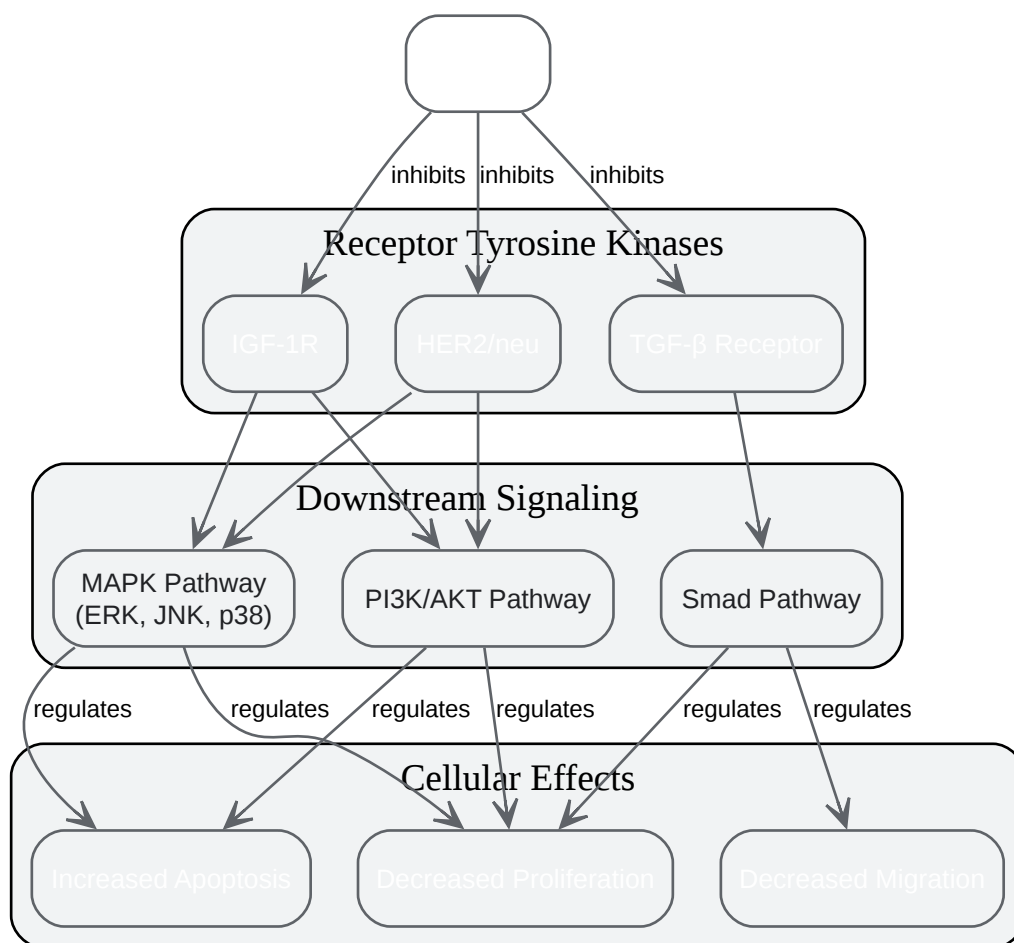 inhibits inhibits inhibits
Receptor Tyrosine Kinases
IGF-1R
HER2/neu
TGF-β Receptor
Downstream Signaling
MAPK Pathway
(ERK, JNK, p38)
PI3K/AKT Pathway
Smad Pathway
regulates regulates regulates regulates regulates regulates
Cellular Effects
Increased Apoptosis
Decreased Proliferation
Decreased Migration